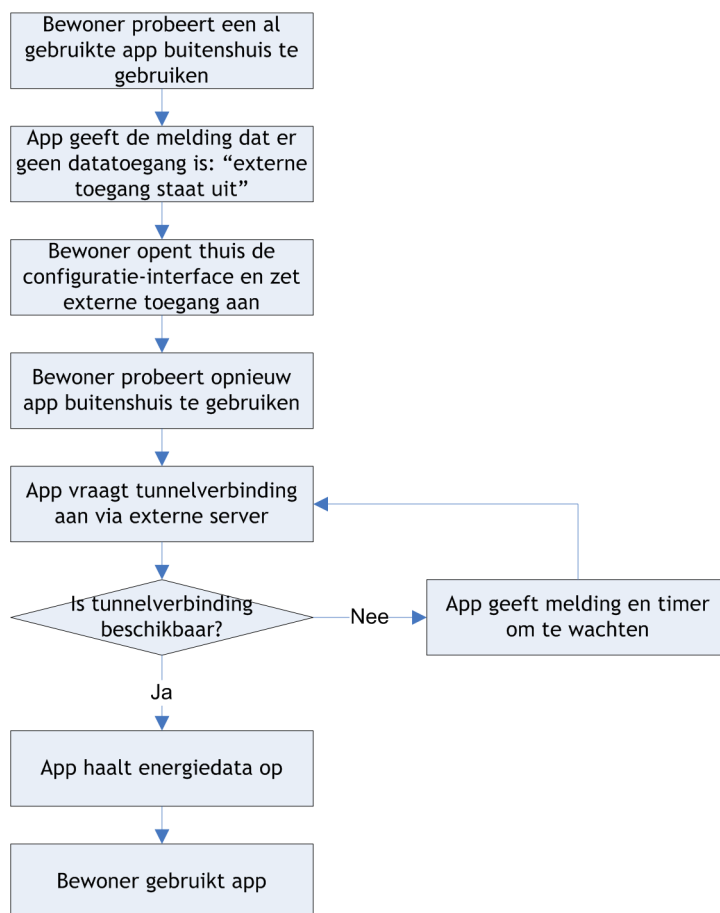 Bewoner probeert een al
gebruikte app buitenshuis te
gebruiken
App geeft de melding dat er
geen datatoegang is: “externe
toegang staat uit”
Bewoner opent thuis de
configuratie-interface en zet
externe toegang aan
Bewoner probeert opnieuw
app buitenshuis te gebruiken
App vraagt tunnelverbinding
aan via externe server
Is tunnelverbinding
beschikbaar?
Nee
App geeft melding en timer
om te wachten
Ja
App haalt energiedata op
Bewoner gebruikt app